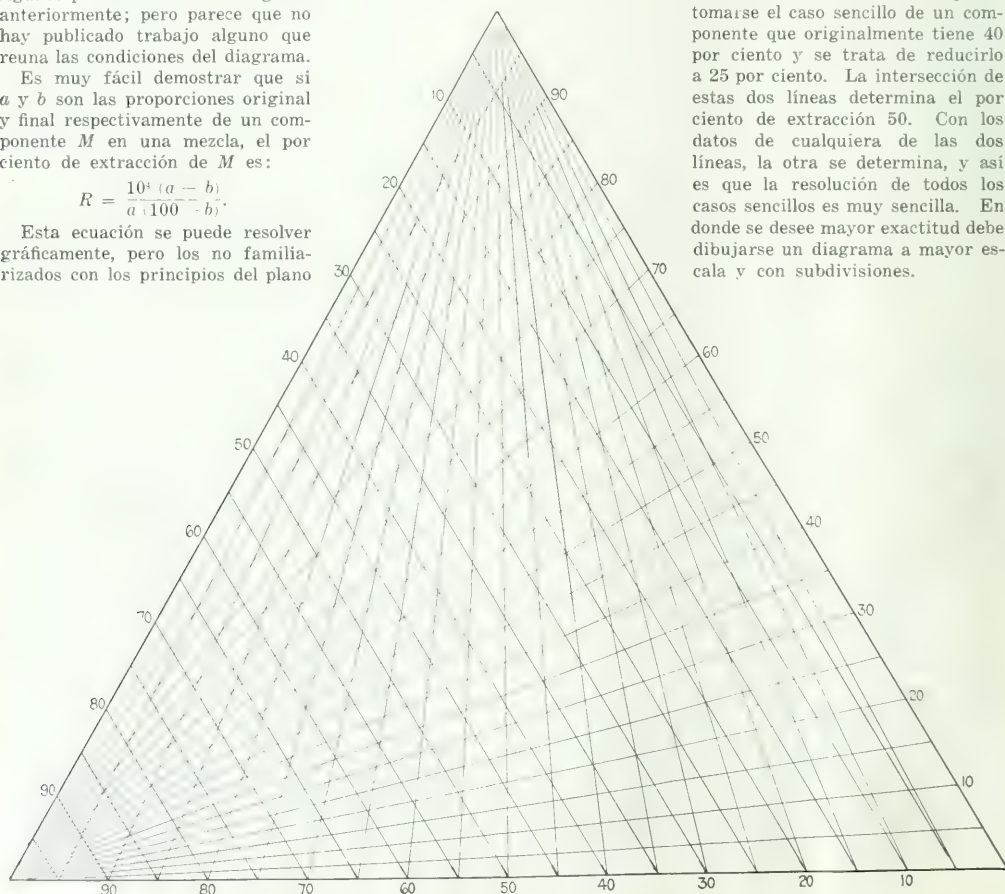 anteriormente; pero parece que no
hay publicado trabajo alguno que
reuna las condiciones del diagrama.
Es muy fácil demostrar que si
a y b son las proporciones original
y final respectivamente de un com-
ponente M en una mezcla, el por
ciento de extracción de M es:
R = 10⁴ (a - b) / a (100 - b).
Esta ecuación se puede resolver
gráficamente, pero los no familia-
rizados con los principios del plano
tomarse el caso sencillo de un com-
ponente que originalmente tiene 40
por ciento y se trata de reducirlo
a 25 por ciento. La intersección de
estas dos líneas determina el por
ciento de extracción 50. Con los
datos de cualquiera de las dos
líneas, la otra se determina, y así
es que la resolución de todos los
casos sencillos es muy sencilla. En
donde se desee mayor exactitud debe
dibujarse un diagrama a mayor es-
cala y con subdivisiones.
10
20
30
40
50
60
70
80
90
90
80
70
60
50
40
30
20
10
90 80 70 60 50 40 30 20 10